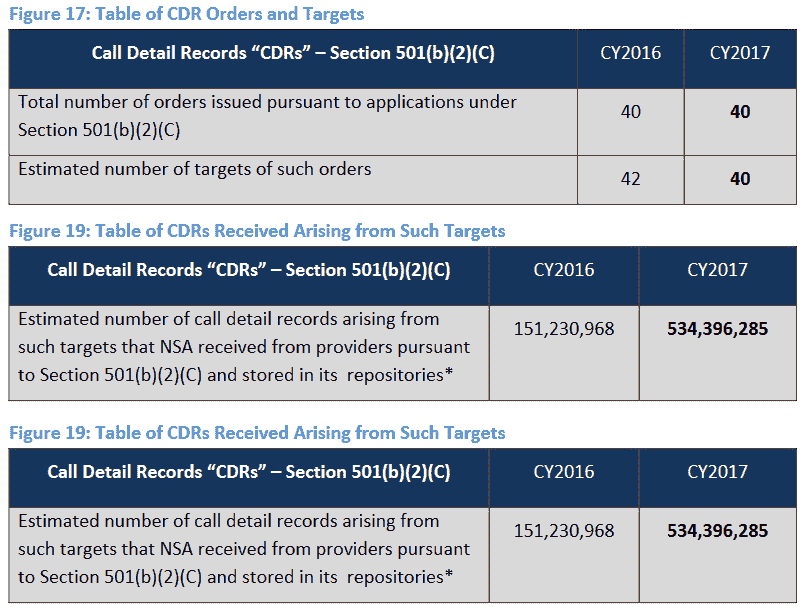 Figure 17: Table of CDR Orders and Targets
Call Detail Records “CDRs” – Section 501(b)(2)(C) CY2016 CY2017
Total number of orders issued pursuant to applications under
Section 501(b)(2)(C) 40 40
Estimated number of targets of such orders 42 40
Figure 19: Table of CDRs Received Arising from Such Targets
Call Detail Records “CDRs” – Section 501(b)(2)(C) CY2016 CY2017
Estimated number of call detail records arising from
such targets that NSA received from providers pursuant 151,230,968 534,396,285
to Section 501(b)(2)(C) and stored in its repositories*
Figure 19: Table of CDRs Received Arising from Such Targets
Call Detail Records “CDRs” – Section 501(b)(2)(C) CY2016 CY2017
Estimated number of call detail records arising from
such targets that NSA received from providers pursuant 151,230,968 534,396,285
to Section 501(b)(2)(C) and stored in its repositories*